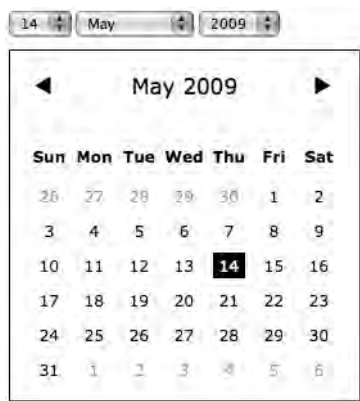 14 May 2009
May 2009
Sun Mon Tue Wed Thu Fri Sat
26 27 28 29 30 1 2
3 4 5 6 7 8 9
10 11 12 13 14 15 16
17 18 19 20 21 22 23
24 25 26 27 28 29 30
31 1 2 3 4 5 6